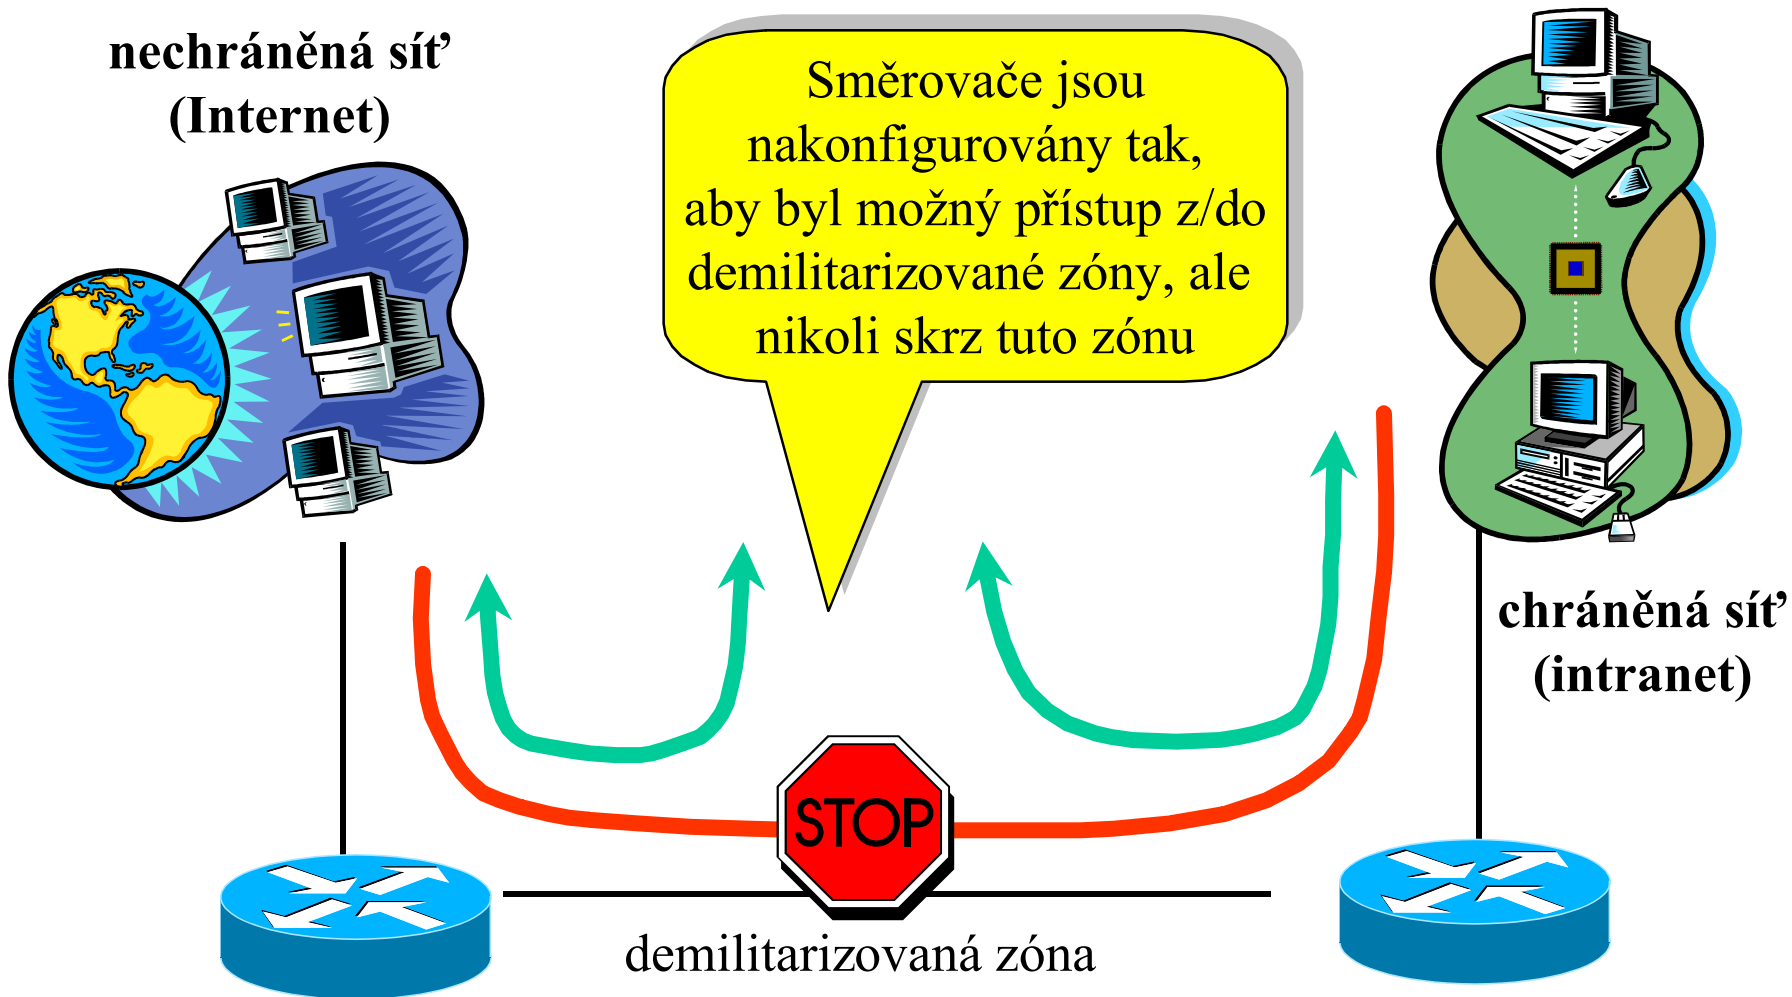 nechráněná síť
(Internet)
Směrovače jsou
nakonfigurovány tak,
aby byl možný přístup z/do
demilitarizované zóny, ale
nikoli skrz tuto zónu
chráněná síť
(intranet)
STOP
demilitarizovaná zóna